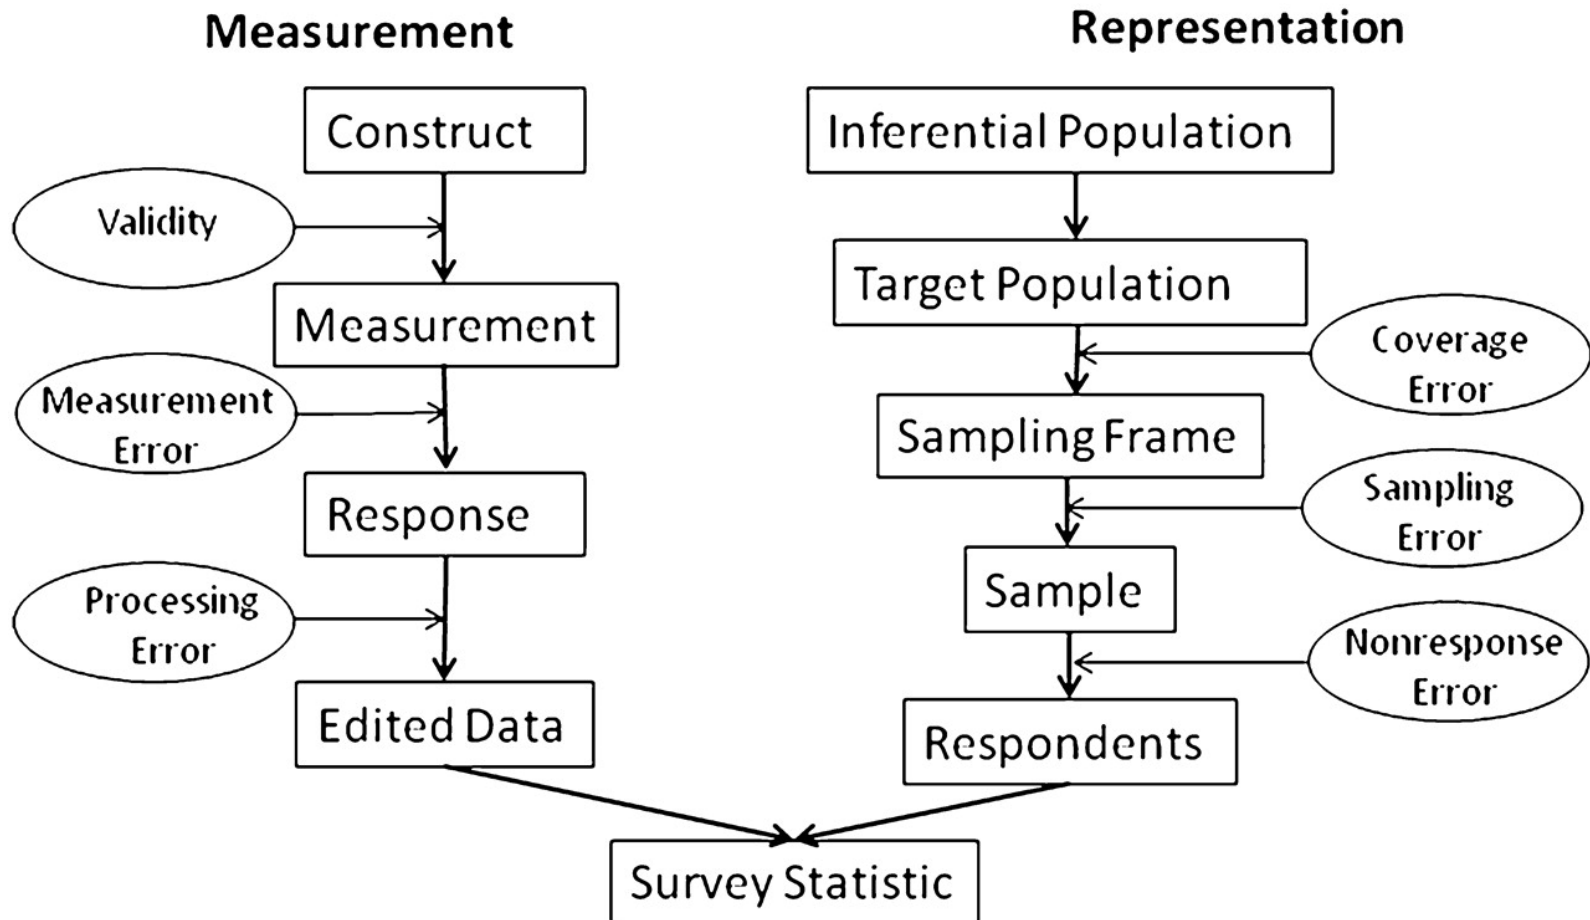 Measurement
Construct
Validity
Measurement
Measurement
Error
Response
Processing
Error
Edited Data
Representation
Inferential Population
Target Population
Coverage
Error
Sampling Frame
Sampling
Error
Sample
Nonresponse
Error
Respondents
Survey Statistic